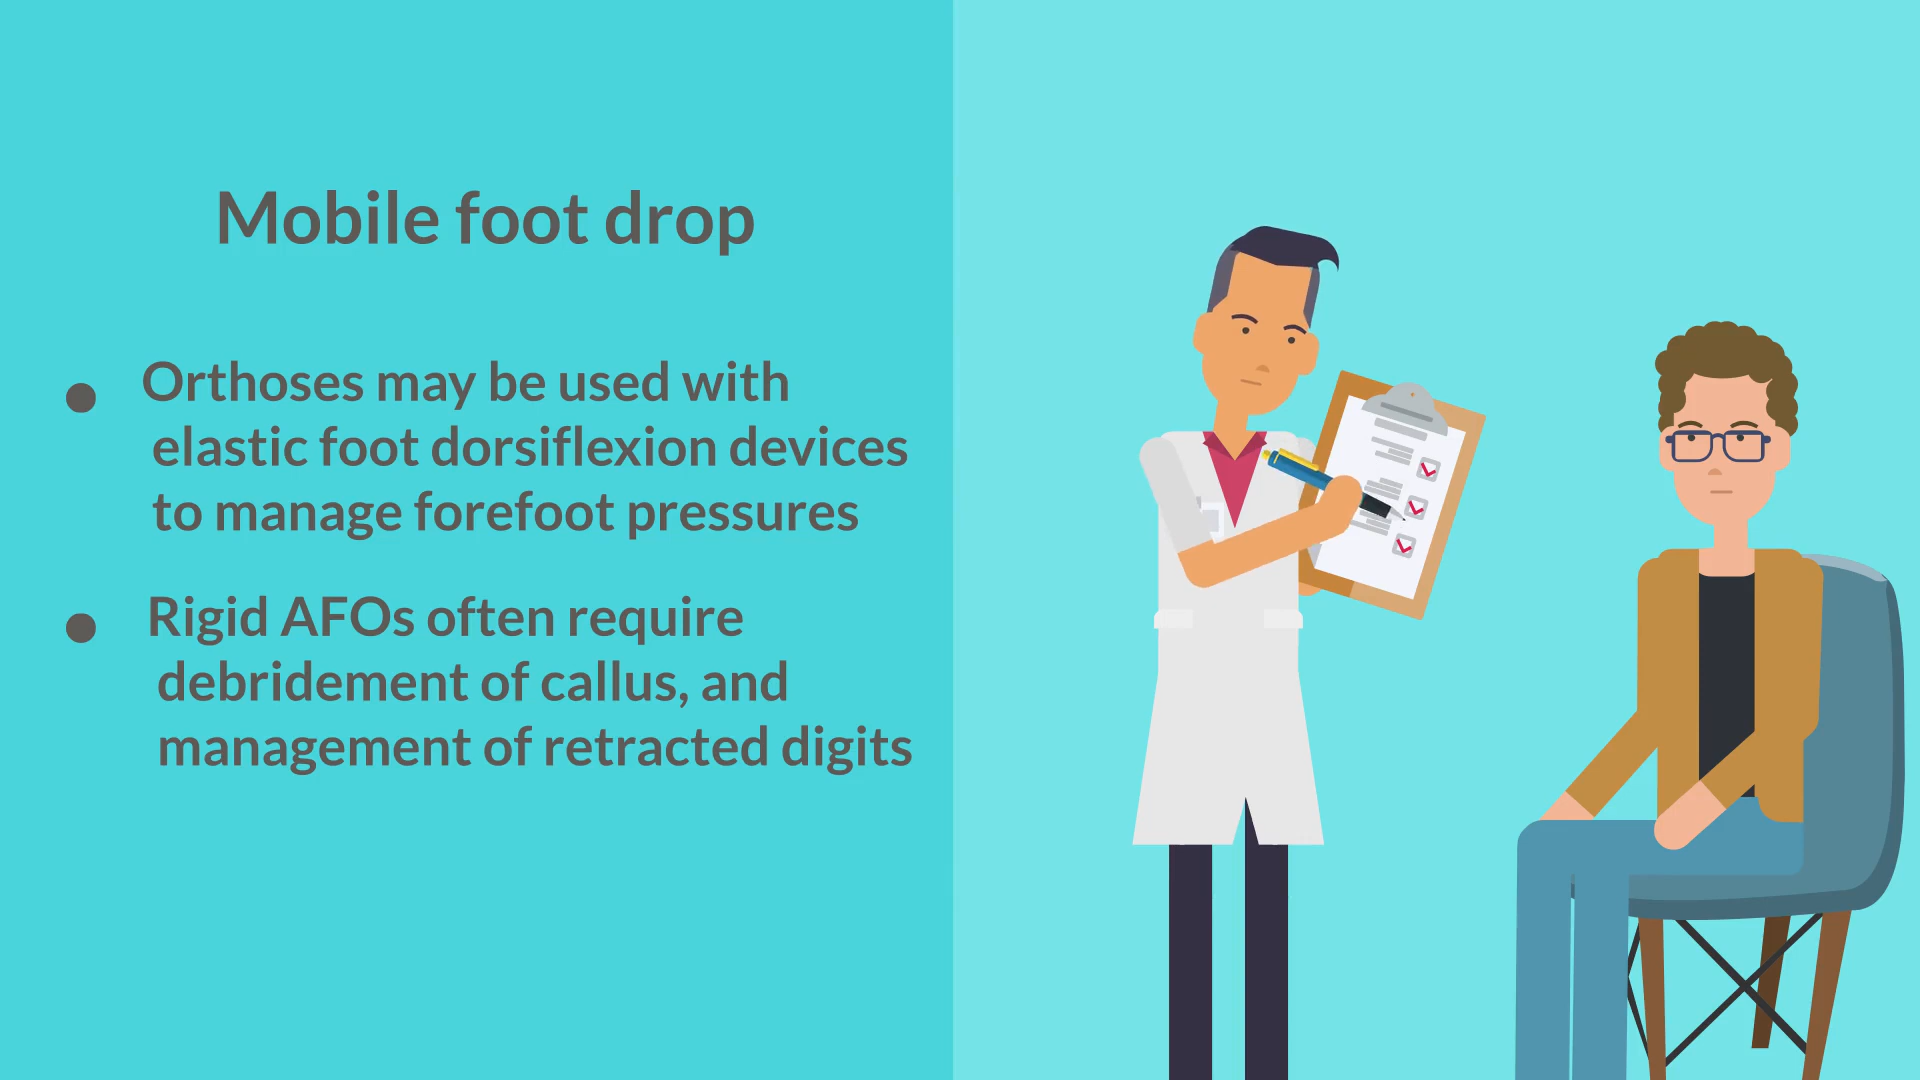 Mobile foot drop
Orthoses may be used with
elastic foot dorsiflexion devices
to manage forefoot pressures
Rigid AFOs often require
debridement of callus, and
management of retracted digits